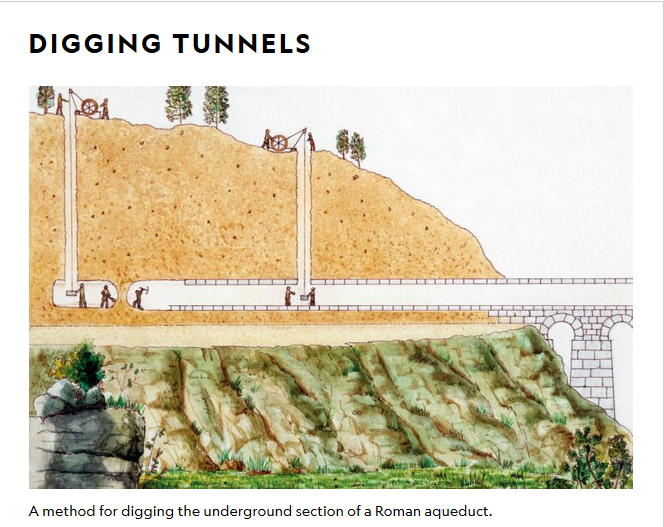 DIGGING TUNNELS
A method for digging the underground section of a Roman aqueduct.